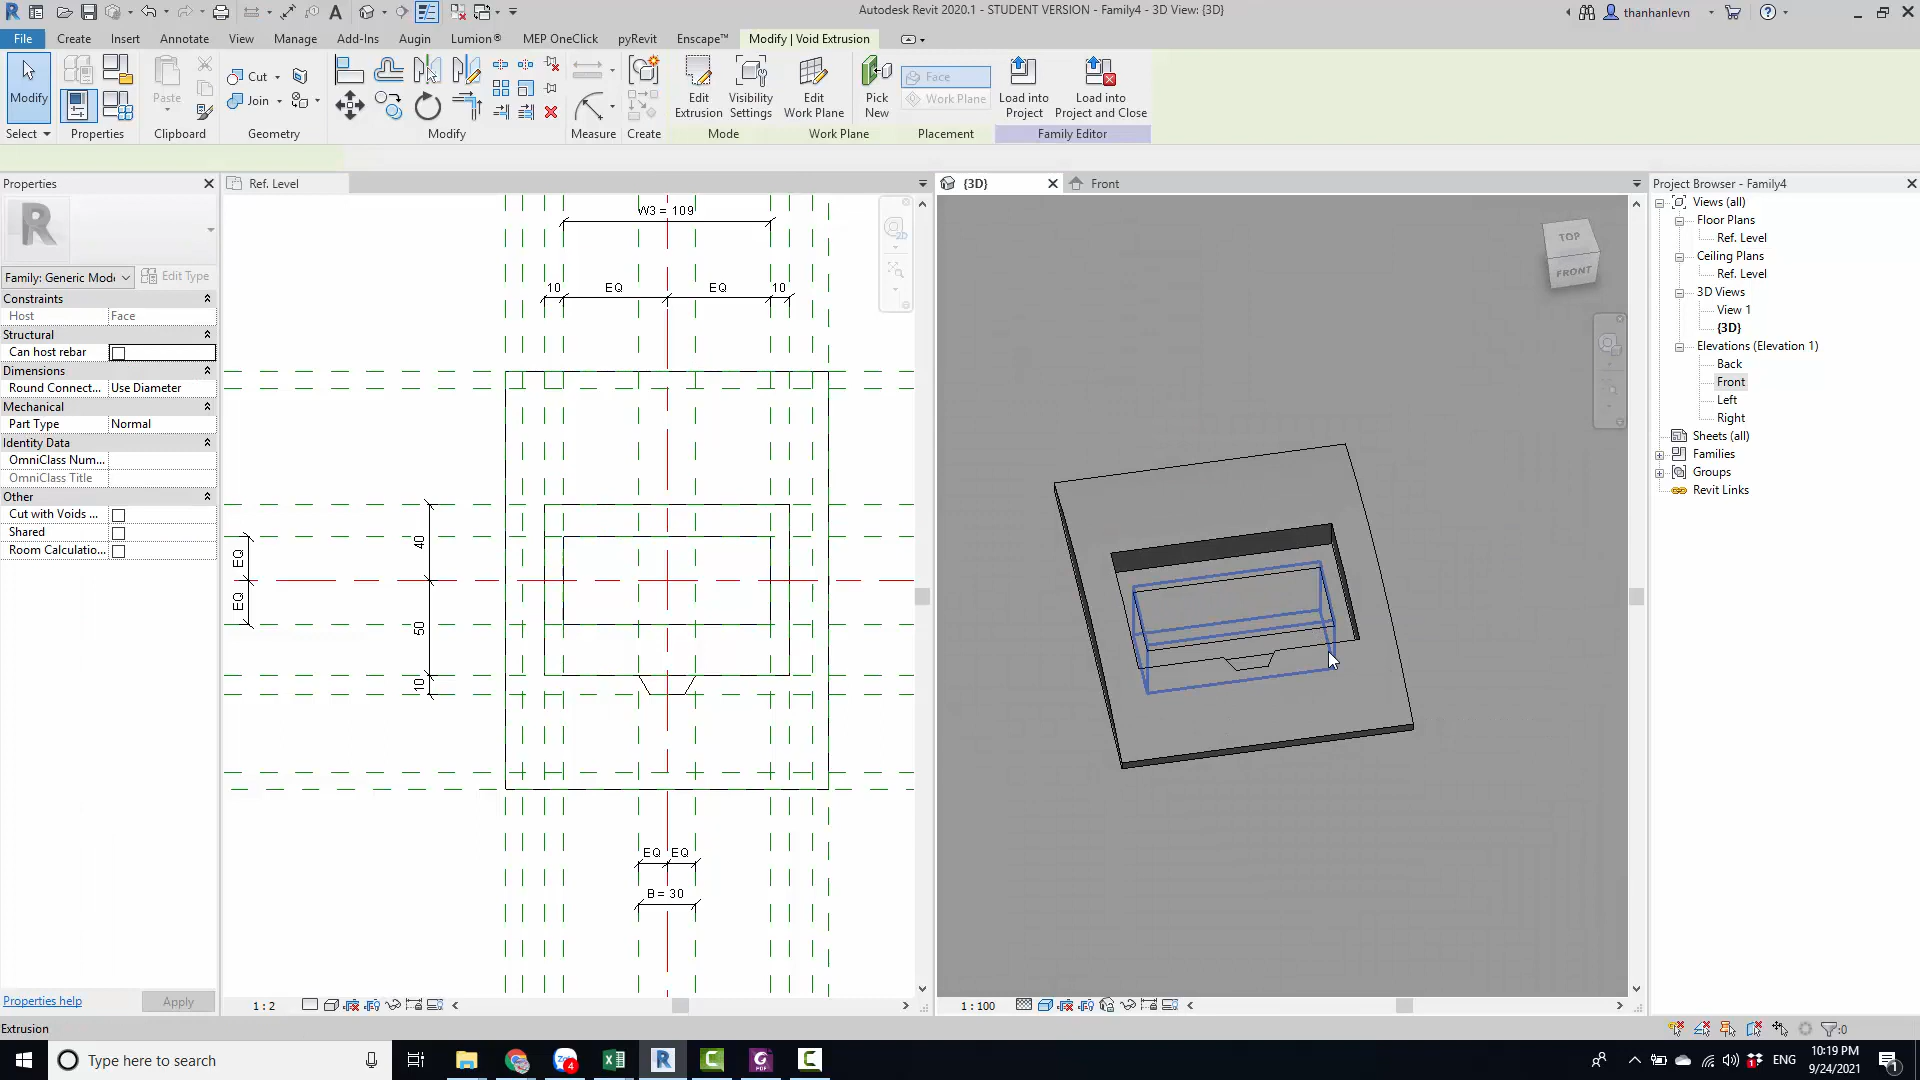 Autodesk Revit 2020.1 - STUDENT VERSION - Family4 - 3D View: {3D}
thanhanlevn
File
Create
Insert
Annotate
View
Manage
Add-Ins
Augin
Lumion®
MEP OneClick
pyRevit
Enscape™
Modify | Void Extrusion
Modify
Paste
Cut
Join
Edit Extrusion
Visibility Settings
Edit Work Plane
Pick New
Face
Work Plane
Load into Project
Load into Project and Close
Select
Properties
Clipboard
Geometry
Modify
Measure
Create
Mode
Work Plane
Placement
Family Editor
Properties
Family: Generic Mode
Edit Type
Constraints
Host Face
Structural
Can host rebar
Dimensions
Round Connect... Use Diameter
Mechanical
Part Type Normal
Identity Data
OmniClass Num...
OmniClass Title
Other
Cut with Voids ...
Shared
Room Calculatio...
Properties help
Apply
Ref. Level
W3 = 109
10
EQ
EQ
10
EQ
EQ
40
50
10
EQ
EQ
B = 30
1 : 2
{3D}
Front
TOP
FRONT
1 : 100
Project Browser - Family4
Views (all)
Floor Plans
Ref. Level
Ceiling Plans
Ref. Level
3D Views
View 1
{3D}
Elevations (Elevation 1)
Back
Front
Left
Right
Sheets (all)
Families
Groups
Revit Links
Extrusion
:0
Type here to search
4
ENG
10:19 PM
9/24/2021
1